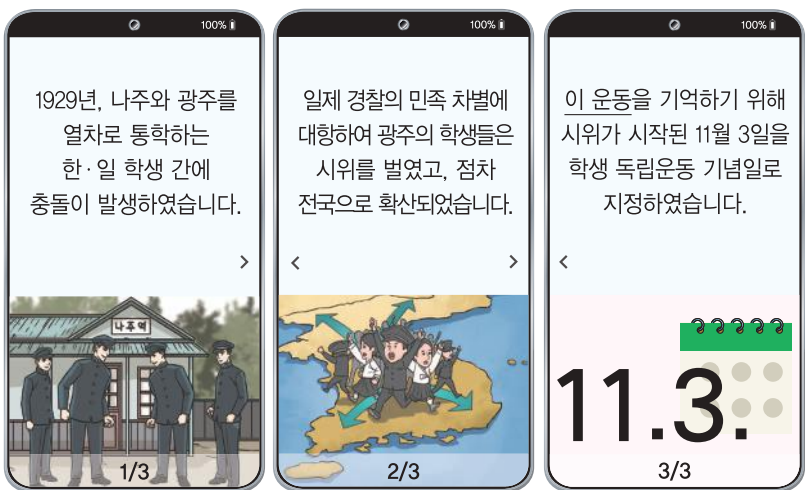 100%
1929년, 나주와 광주를
열차로 통학하는
한·일 학생 간에
충돌이 발생하였습니다.
>
나주역
1/3
100%
일제 경찰의 민족 차별에
대항하여 광주의 학생들은
시위를 벌였고, 점차
전국으로 확산되었습니다.
< >
2/3
100%
이 운동을 기억하기 위해
시위가 시작된 11월 3일을
학생 독립운동 기념일로
지정하였습니다.
<
11.3.
3/3